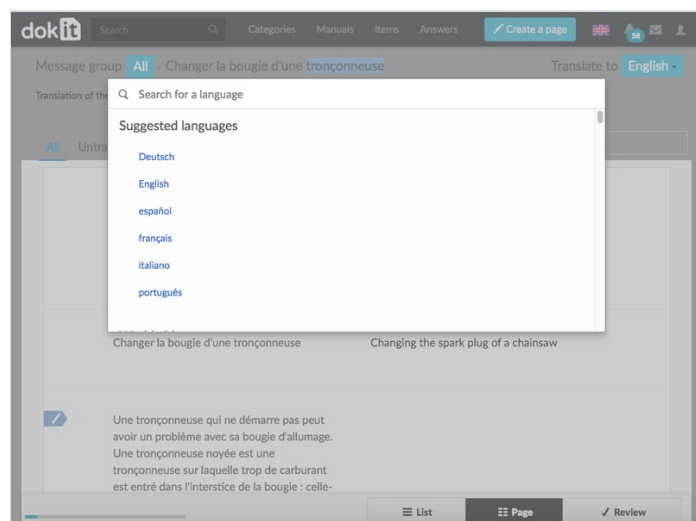 dokit
Search
Categories
Manuals
Items
Answers
Create a page
58
Message group All › Changer la bougie d'une tronçonneuse
Translate to English
Translation of the
Search for a language
Suggested languages
All
Untra
Deutsch
English
español
français
italiano
português
Changer la bougie d'une tronçonneuse
Changing the spark plug of a chainsaw
Une tronçonneuse qui ne démarre pas peut
avoir un problème avec sa bougie d'allumage.
Une tronçonneuse noyée est une
tronçonneuse sur laquelle trop de carburant
est entré dans l'interstice de la bougie : celle-
List
Page
Review